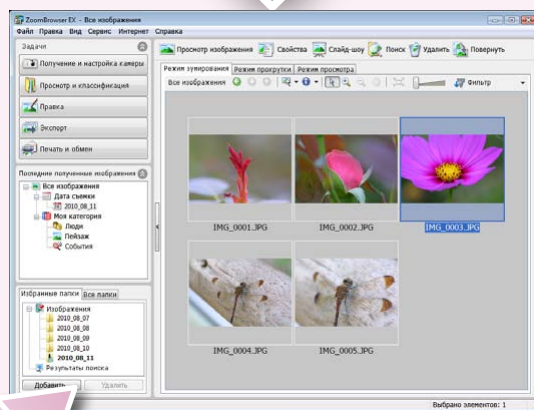 ZoomBrowser EX - Все изображения
Файл Правка Вид Сервис Интернет Справка
Задачи
Получение и настройка камеры
Просмотр и классификация
Правка
Экспорт
Печать и обмен
Последние полученные изображения
Все изображения
Дата съемки
2010_08_11
Моя категория
Люди
Пейзаж
События
Избранные папки Все папки
Изображения
2010_08_07
2010_08_08
2010_08_09
2010_08_10
2010_08_11
Результаты поиска
Добавить... Удалить
Просмотр изображения Свойства Слайд-шоу Поиск Удалить Повернуть
Режим зумирования Режим прокрутки Режим просмотра
Все изображения Фильтр
IMG_0001.JPG IMG_0002.JPG IMG_0003.JPG
IMG_0004.JPG IMG_0005.JPG
Выбрано элементов: 1